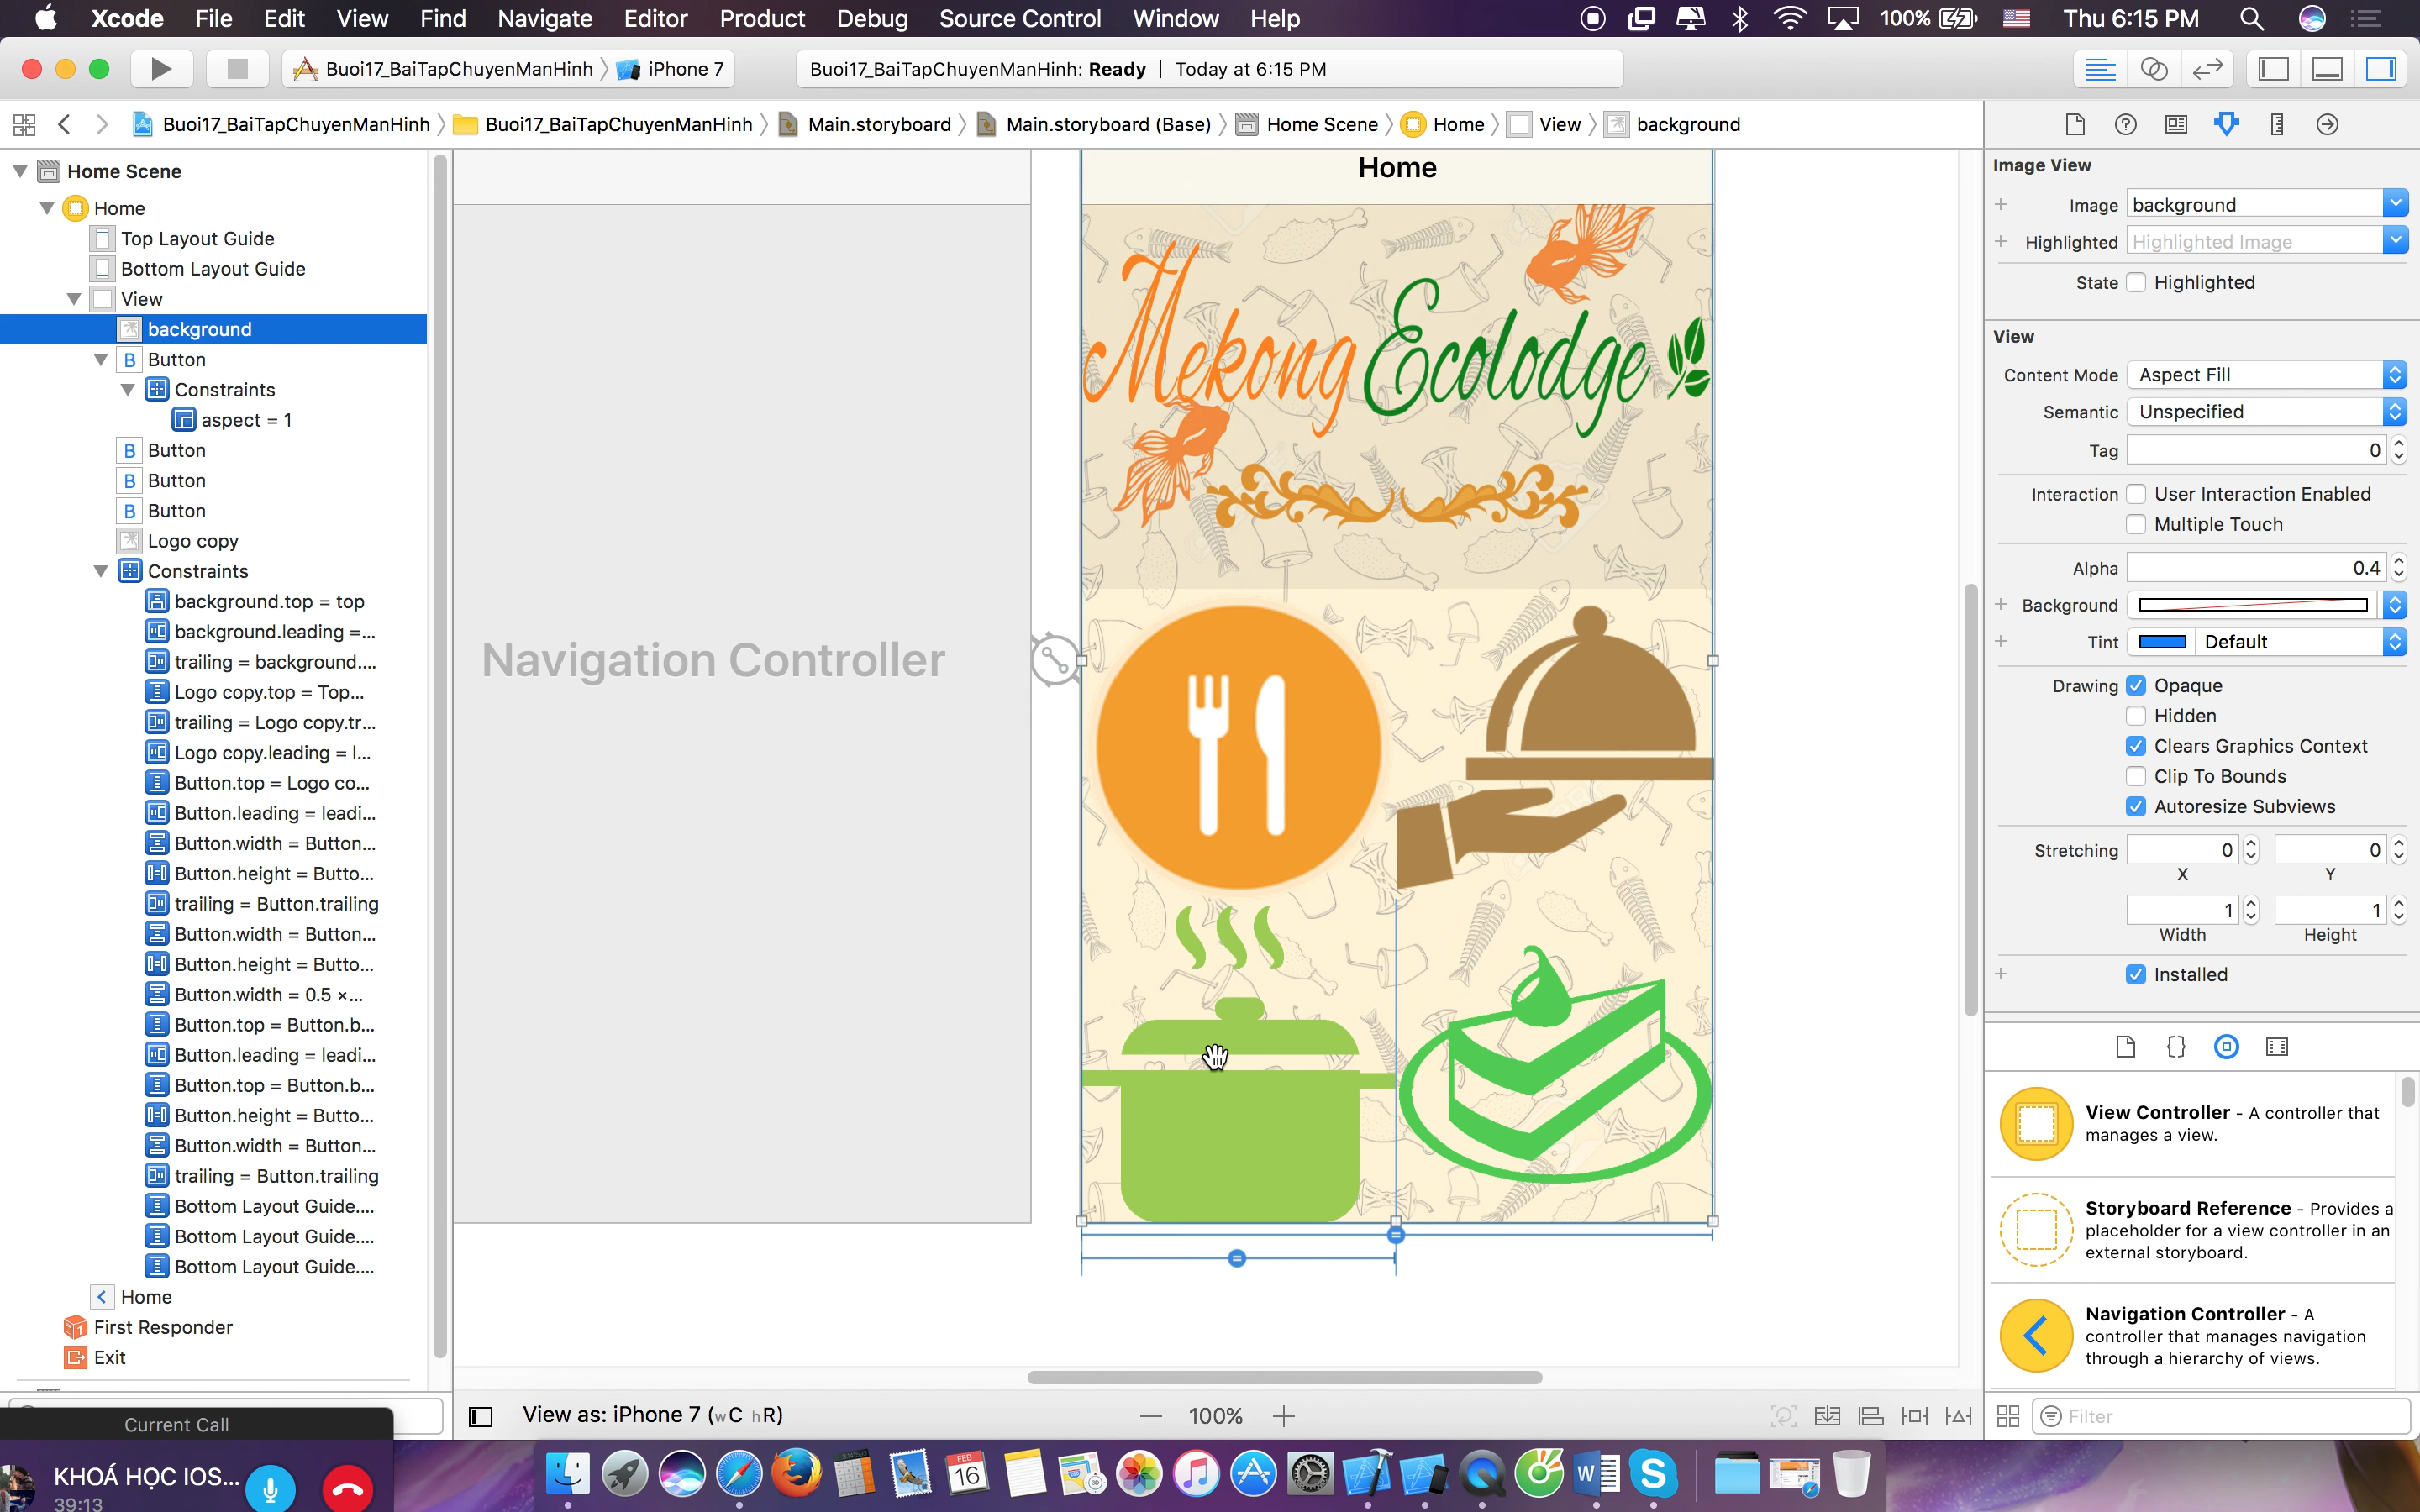 Xcode File Edit View Find Navigate Editor Product Debug Source Control Window Help 100% Thu 6:15 PM
Buoi17_BaiTapChuyenManHinh iPhone 7 Buoi17_BaiTapChuyenManHinh: Ready Today at 6:15 PM
Buoi17_BaiTapChuyenManHinh Buoi17_BaiTapChuyenManHinh Main.storyboard Main.storyboard (Base) Home Scene Home View background
Home Scene
Home
Top Layout Guide
Bottom Layout Guide
View
background
B Button
Constraints
aspect = 1
B Button
B Button
B Button
Logo copy
Constraints
background.top = top
background.leading =...
trailing = background....
Logo copy.top = Top...
trailing = Logo copy.tr...
Logo copy.leading = l...
Button.top = Logo co...
Button.leading = leadi...
Button.width = Button...
Button.height = Butto...
trailing = Button.trailing
Button.width = Button...
Button.height = Butto...
Button.width = 0.5 ×...
Button.top = Button.b...
Button.leading = leadi...
Button.top = Button.b...
Button.height = Butto...
Button.width = Button...
trailing = Button.trailing
Bottom Layout Guide....
Bottom Layout Guide....
Bottom Layout Guide....
Home
First Responder
Exit
Current Call
KHOÁ HỌC IOS...
39:13
Navigation Controller
Home
Mekong Ecolodge
View as: iPhone 7 (wC hR)
100%
Image View
Image background
Highlighted Highlighted Image
State Highlighted
View
Content Mode Aspect Fill
Semantic Unspecified
Tag 0
Interaction User Interaction Enabled
Multiple Touch
Alpha 0.4
Background
Tint Default
Drawing Opaque
Hidden
Clears Graphics Context
Clip To Bounds
Autoresize Subviews
Stretching 0 0
X Y
1 1
Width Height
Installed
View Controller - A controller that
manages a view.
Storyboard Reference - Provides a
placeholder for a view controller in an
external storyboard.
Navigation Controller - A
controller that manages navigation
through a hierarchy of views.
Filter
FEB
16